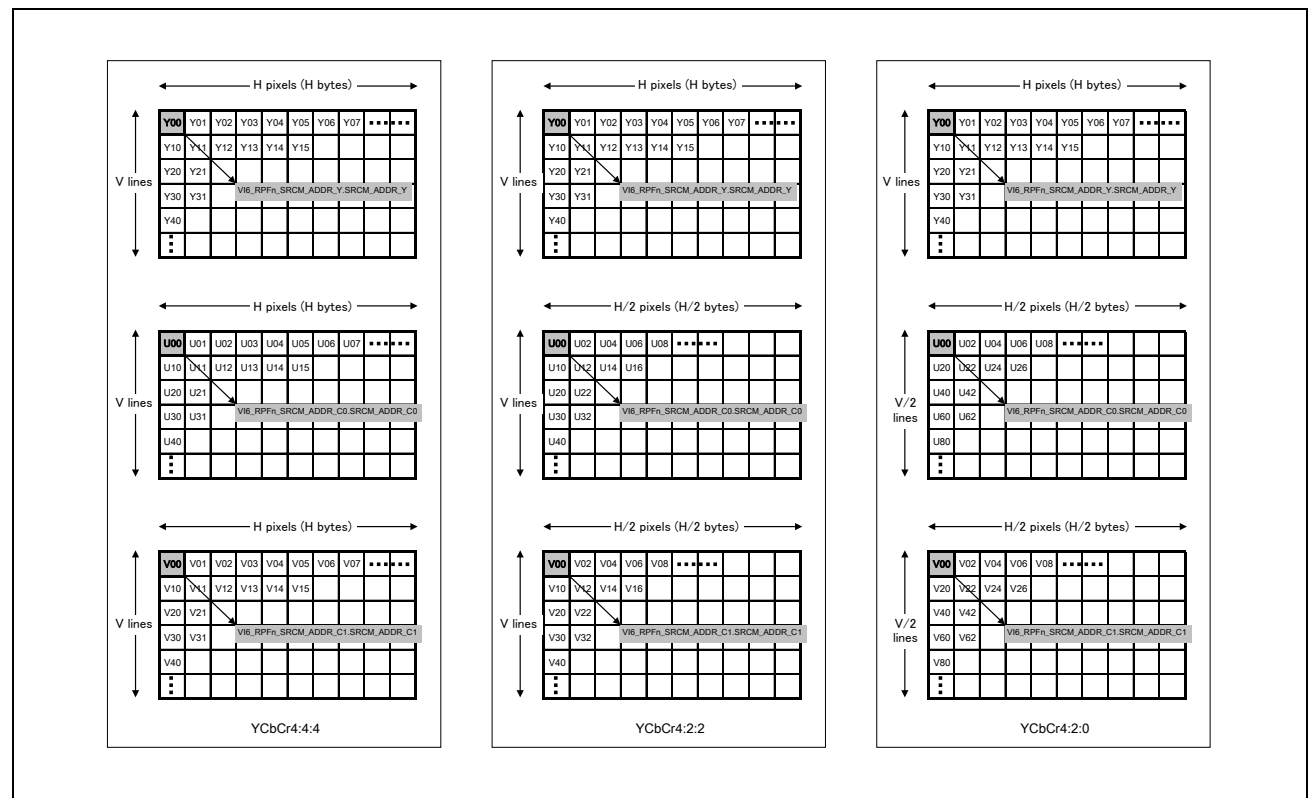 H pixels (H bytes)
V lines
Y00 Y01 Y02 Y03 Y04 Y05 Y06 Y07 ••••••
Y10 Y11 Y12 Y13 Y14 Y15
Y20 Y21
VI6_RPFn_SRCM_ADDR_Y.SRCM_ADDR_Y
Y30 Y31
Y40
H pixels (H bytes)
V lines
U00 U01 U02 U03 U04 U05 U06 U07 ••••••
U10 U11 U12 U13 U14 U15
U20 U21
VI6_RPFn_SRCM_ADDR_C0.SRCM_ADDR_C0
U30 U31
U40
H pixels (H bytes)
V lines
V00 V01 V02 V03 V04 V05 V06 V07 ••••••
V10 V11 V12 V13 V14 V15
V20 V21
VI6_RPFn_SRCM_ADDR_C1.SRCM_ADDR_C1
V30 V31
V40
YCbCr4:4:4
H pixels (H bytes)
V lines
Y00 Y01 Y02 Y03 Y04 Y05 Y06 Y07 ••••••
Y10 Y11 Y12 Y13 Y14 Y15
Y20 Y21
VI6_RPFn_SRCM_ADDR_Y.SRCM_ADDR_Y
Y30 Y31
Y40
H/2 pixels (H/2 bytes)
V lines
U00 U02 U04 U06 U08 ••••••
U10 U12 U14 U16
U20 U22
VI6_RPFn_SRCM_ADDR_C0.SRCM_ADDR_C0
U30 U32
U40
H/2 pixels (H/2 bytes)
V lines
V00 V02 V04 V06 V08 ••••••
V10 V12 V14 V16
V20 V22
VI6_RPFn_SRCM_ADDR_C1.SRCM_ADDR_C1
V30 V32
V40
YCbCr4:2:2
H pixels (H bytes)
V lines
Y00 Y01 Y02 Y03 Y04 Y05 Y06 Y07 ••••••
Y10 Y11 Y12 Y13 Y14 Y15
Y20 Y21
VI6_RPFn_SRCM_ADDR_Y.SRCM_ADDR_Y
Y30 Y31
Y40
H/2 pixels (H/2 bytes)
V/2
lines
U00 U02 U04 U06 U08 ••••••
U20 U22 U24 U26
U40 U42
VI6_RPFn_SRCM_ADDR_C0.SRCM_ADDR_C0
U60 U62
U80
H/2 pixels (H/2 bytes)
V/2
lines
V00 V02 V04 V06 V08 ••••••
V20 V22 V24 V26
V40 V42
VI6_RPFn_SRCM_ADDR_C1.SRCM_ADDR_C1
V60 V62
V80
YCbCr4:2:0